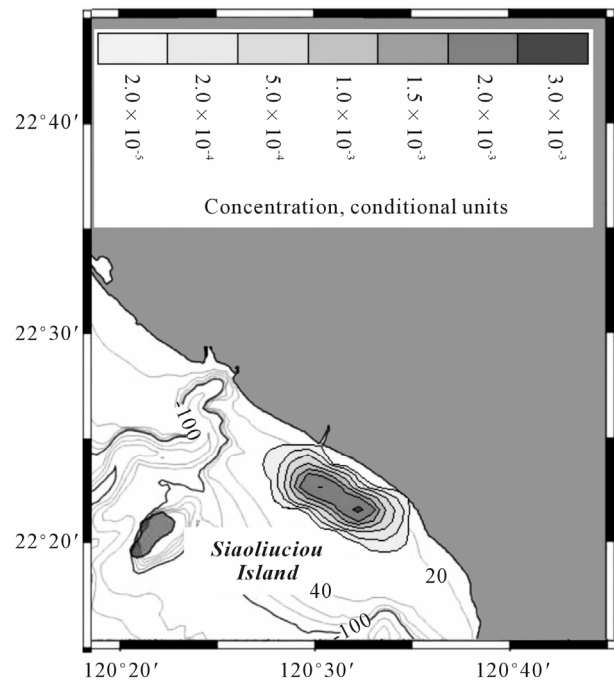 2.0 × 10⁻⁵
2.0 × 10⁻⁴
5.0 × 10⁻⁴
1.0 × 10⁻³
1.5 × 10⁻³
2.0 × 10⁻³
3.0 × 10⁻³
Concentration, conditional units
22°40′
22°30′
22°20′
-100
Siaoliuciou
Island
40
20
-100
120°20′
120°30′
120°40′